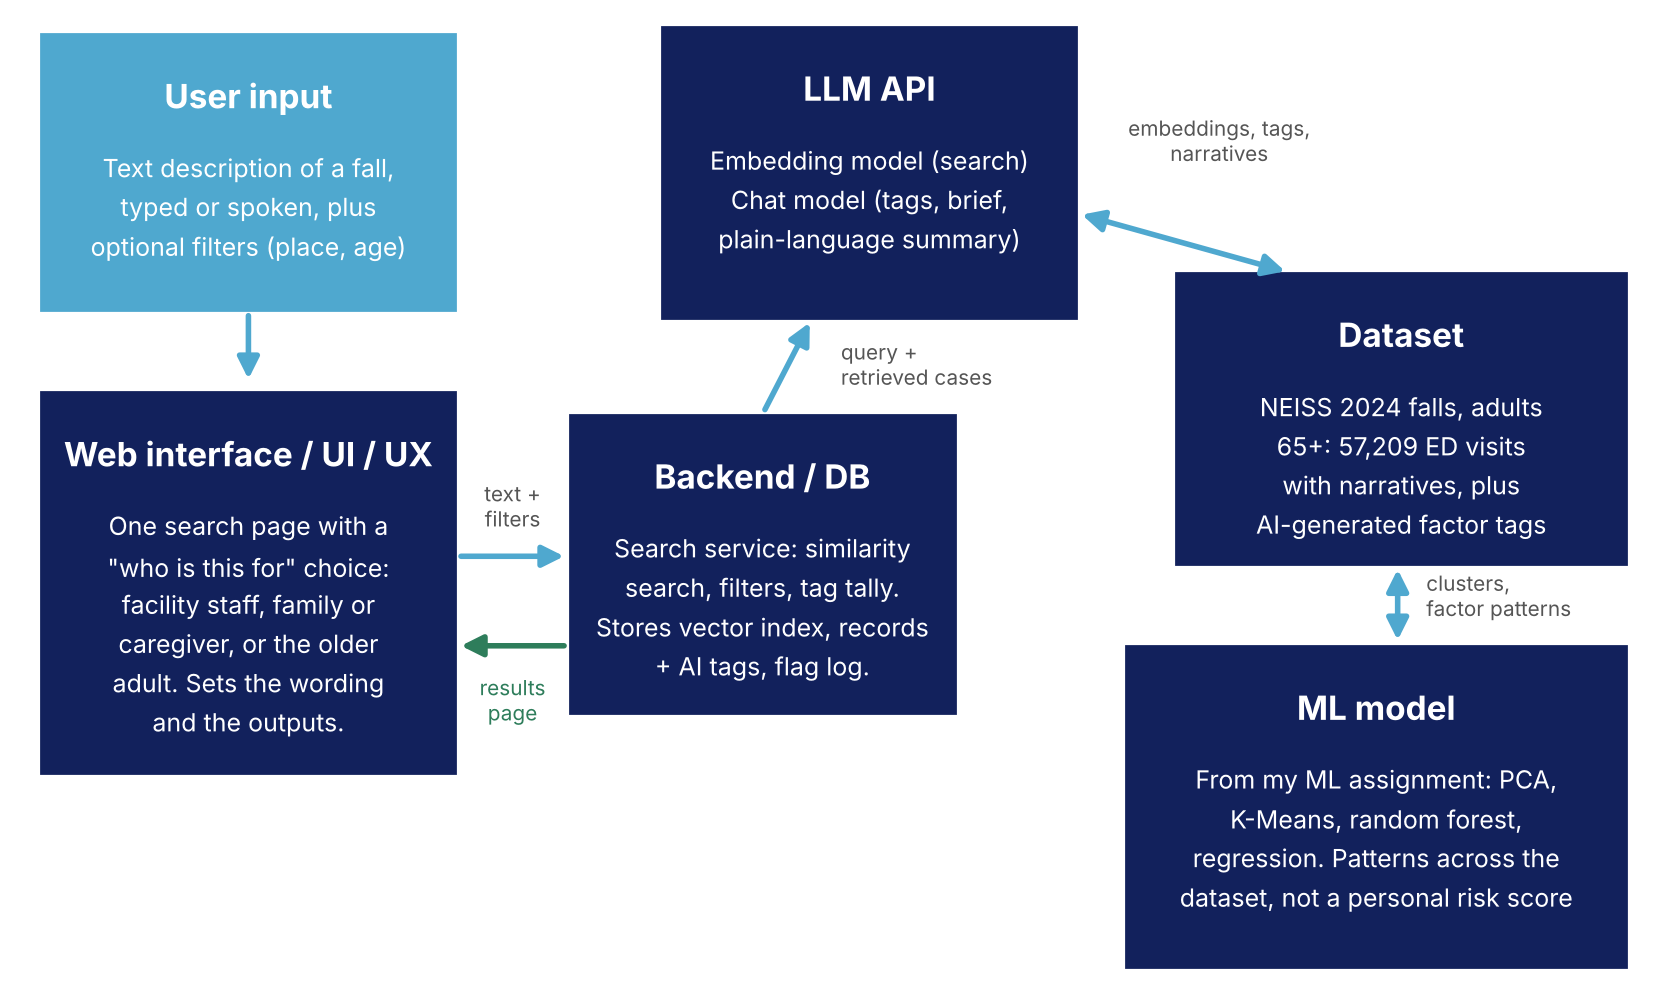 User input
Text description of a fall,
typed or spoken, plus
optional filters (place, age)
LLM API
Embedding model (search)
Chat model (tags, brief,
plain-language summary)
embeddings, tags,
narratives
query +
retrieved cases
Dataset
NEISS 2024 falls, adults
65+: 57,209 ED visits
with narratives, plus
AI-generated factor tags
Web interface / UI / UX
One search page with a
"who is this for" choice:
facility staff, family or
caregiver, or the older
adult. Sets the wording
and the outputs.
text +
filters
results
page
Backend / DB
Search service: similarity
search, filters, tag tally.
Stores vector index, records
+ AI tags, flag log.
clusters,
factor patterns
ML model
From my ML assignment: PCA,
K-Means, random forest,
regression. Patterns across the
dataset, not a personal risk score